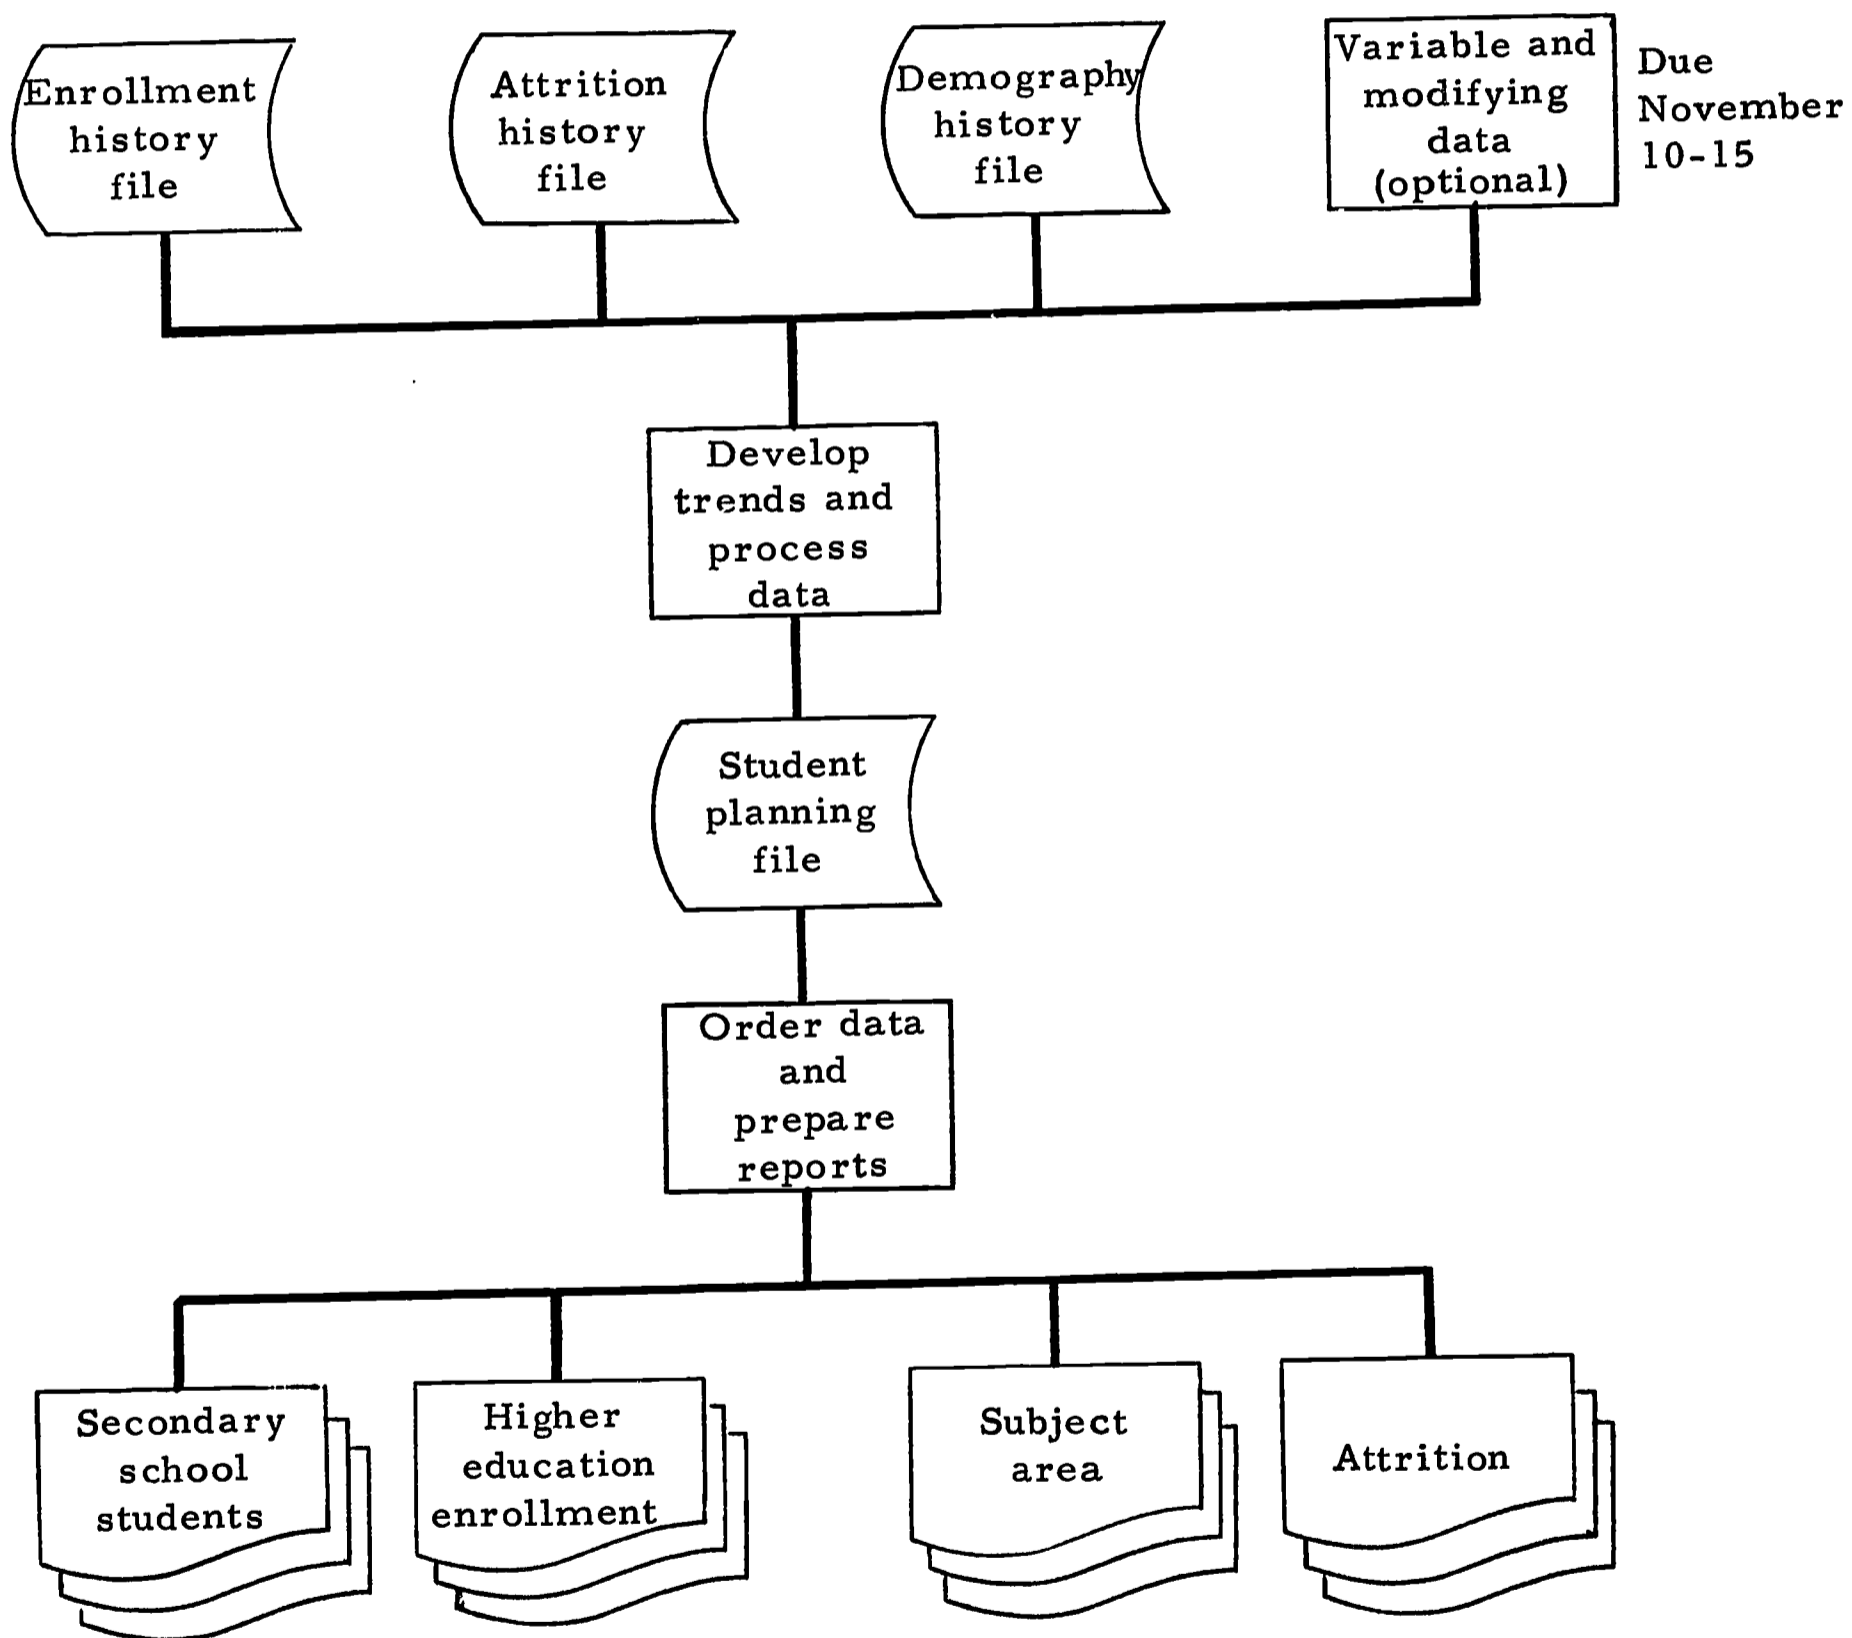 Enrollment
history
file
Attrition
history
file
Demography
history
file
Variable and
modifying
data
(optional)
Due
November
10-15
Develop
trends and
process
data
Student
planning
file
Order data
and
prepare
reports
Secondary
school
students
Higher
education
enrollment
Subject
area
Attrition